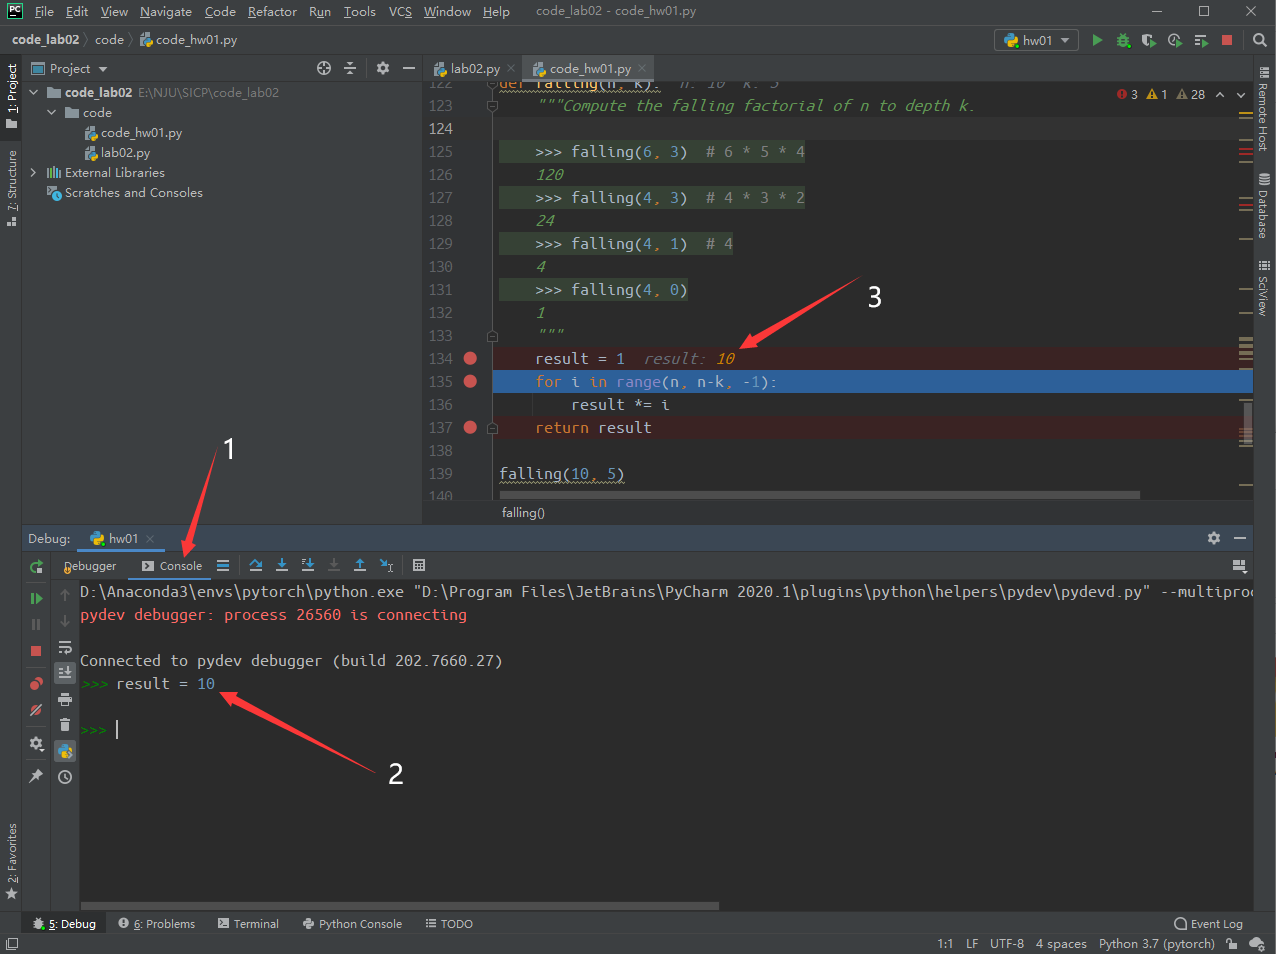 PC File Edit View Navigate Code Refactor Run Tools VCS Window Help code_lab02 - code_hw01.py
code_lab02 code code_hw01.py hw01
1: Project
7: Structure
2: Favorites
Project
code_lab02 E:\NJU\SICP\code_lab02
code
code_hw01.py
lab02.py
External Libraries
Scratches and Consoles
lab02.py code_hw01.py
3 1 28
122 def falling(n, k): n: 10 k: 5
123 """Compute the falling factorial of n to depth k.
124
125 >>> falling(6, 3) # 6 * 5 * 4
126 120
127 >>> falling(4, 3) # 4 * 3 * 2
128 24
129 >>> falling(4, 1) # 4
130 4
131 >>> falling(4, 0)
132 1
133 """
134 result = 1 result: 10
135 for i in range(n, n-k, -1):
136 result *= i
137 return result
138
139 falling(10, 5)
140
falling()
3
1
Remote Host
Database
SciView
Debug: hw01
Debugger Console
D:\Anaconda3\envs\pytorch\python.exe "D:\Program Files\JetBrains\PyCharm 2020.1\plugins\python\helpers\pydev\pydevd.py" --multiproc
pydev debugger: process 26560 is connecting
Connected to pydev debugger (build 202.7660.27)
>>> result = 10
>>>
2
5: Debug 6: Problems Terminal Python Console TODO Event Log
1:1 LF UTF-8 4 spaces Python 3.7 (pytorch)